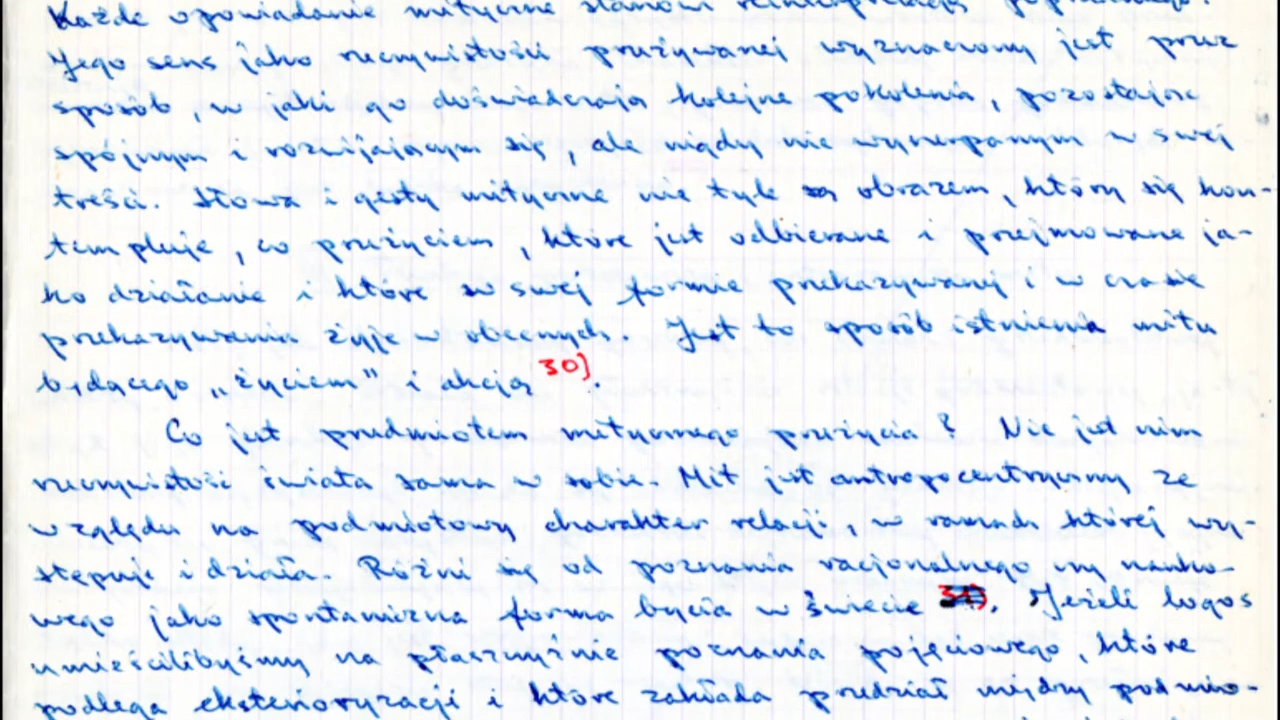 Każde opowiadanie mityczne stanowi reinterpretację poprzedniego.
Jego sens jako rzeczywistości przeżywanej wyznaczony jest przez
sposób, w jaki go doświadczają kolejne pokolenia, pozostając
spójnym i rozwijającym się, ale nigdy nie wyczerpanym w swej
treści. Słowa i gesty mityczne nie tyle są obrazem, który się kon-
templuje, co przeżyciem, które jest odbierane i przejmowane ja-
ko działanie i które w swej formie przekazywanej i w czasie
przekazywania żyje w obecnych. Jest to sposób istnienia mitu
będącego „życiem" i akcją 30).
Co jest przedmiotem mitycznego przeżycia? Nie jest nim
rzeczywistość świata sama w sobie. Mit jest antropocentryczny ze
względu na podmiotowy charakter relacji, w ramach której wy-
stępuje i działa. Różni się od poznania racjonalnego czy nauko-
wego jako spontaniczna forma bycia w świecie. Jeżeli logos
umieścilibyśmy na płaszczyźnie poznania pojęciowego, które
podlega eksterioryzacji i które zakłada przedział między podmio-